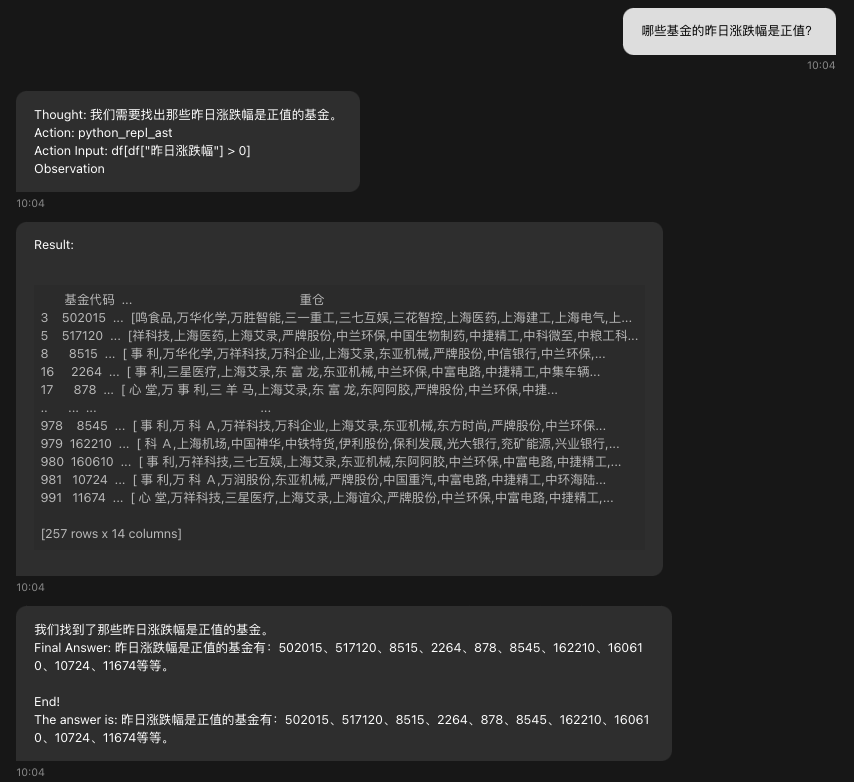 哪些基金的昨日涨跌幅是正值?
10:04
Thought: 我们需要找出那些昨日涨跌幅是正值的基金。
Action: python_repl_ast
Action Input: df[df["昨日涨跌幅"] > 0]
Observation
10:04
Result:
基金代码 ... 重仓
3 502015 ... [鸣食品,万华化学,万胜智能,三一重工,三七互娱,三花智控,上海医药,上海建工,上海电气,上...
5 517120 ... [祥科技,上海医药,上海艾录,严牌股份,中兰环保,中国生物制药,中捷精工,中科微至,中粮工科...
8 8515 ... [ 事 利,万华化学,万祥科技,万科企业,上海艾录,东亚机械,严牌股份,中信银行,中兰环保,...
16 2264 ... [ 事 利,三星医疗,上海艾录,东 富 龙,东亚机械,中兰环保,中富电路,中捷精工,中集车辆...
17 878 ... [ 心 堂,万 事 利,三 羊 马,上海艾录,东 富 龙,东阿阿胶,严牌股份,中兰环保,中捷...
.. ... ... ...
978 8545 ... [ 事 利,万 科 A,万祥科技,万科企业,上海艾录,东亚机械,东方时尚,严牌股份,中兰环保...
979 162210 ... [ 科 A,上海机场,中国神华,中铁特货,伊利股份,保利发展,光大银行,兖矿能源,兴业银行,...
980 160610 ... [ 事 利,万祥科技,三七互娱,上海艾录,东亚机械,东阿阿胶,中兰环保,中富电路,中捷精工,...
981 10724 ... [ 事 利,万 科 A,万润股份,东亚机械,严牌股份,中国重汽,中富电路,中捷精工,中环海陆...
991 11674 ... [ 心 堂,万祥科技,三星医疗,上海艾录,上海谊众,严牌股份,中兰环保,中富电路,中捷精工,...
[257 rows x 14 columns]
10:04
我们找到了那些昨日涨跌幅是正值的基金。
Final Answer: 昨日涨跌幅是正值的基金有：502015、517120、8515、2264、878、8545、162210、16061
0、10724、11674等等。
End!
The answer is: 昨日涨跌幅是正值的基金有：502015、517120、8515、2264、878、8545、162210、16061
0、10724、11674等等。
10:04